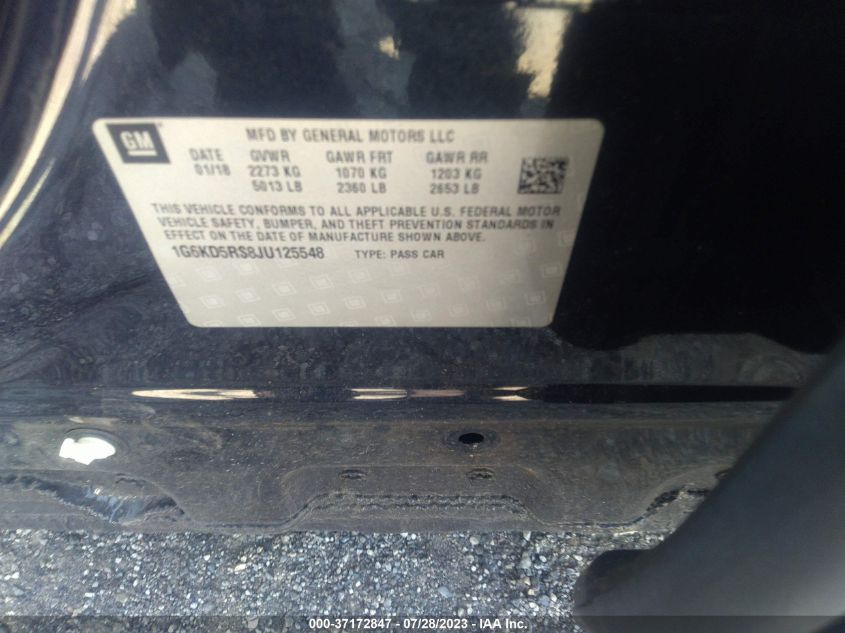 GM
MFD BY GENERAL MOTORS LLC
DATE GVWR GAWR FRT GAWR RR
01/18 2273 KG 1070 KG 1203 KG
5013 LB 2360 LB 2653 LB
THIS VEHICLE CONFORMS TO ALL APPLICABLE U.S. FEDERAL MOTOR
VEHICLE SAFETY, BUMPER, AND THEFT PREVENTION STANDARDS IN
EFFECT ON THE DATE OF MANUFACTURE SHOWN ABOVE.
1G6KD5RS8JU125548 TYPE: PASS CAR
000-37172847 - 07/28/2023 - IAA Inc.